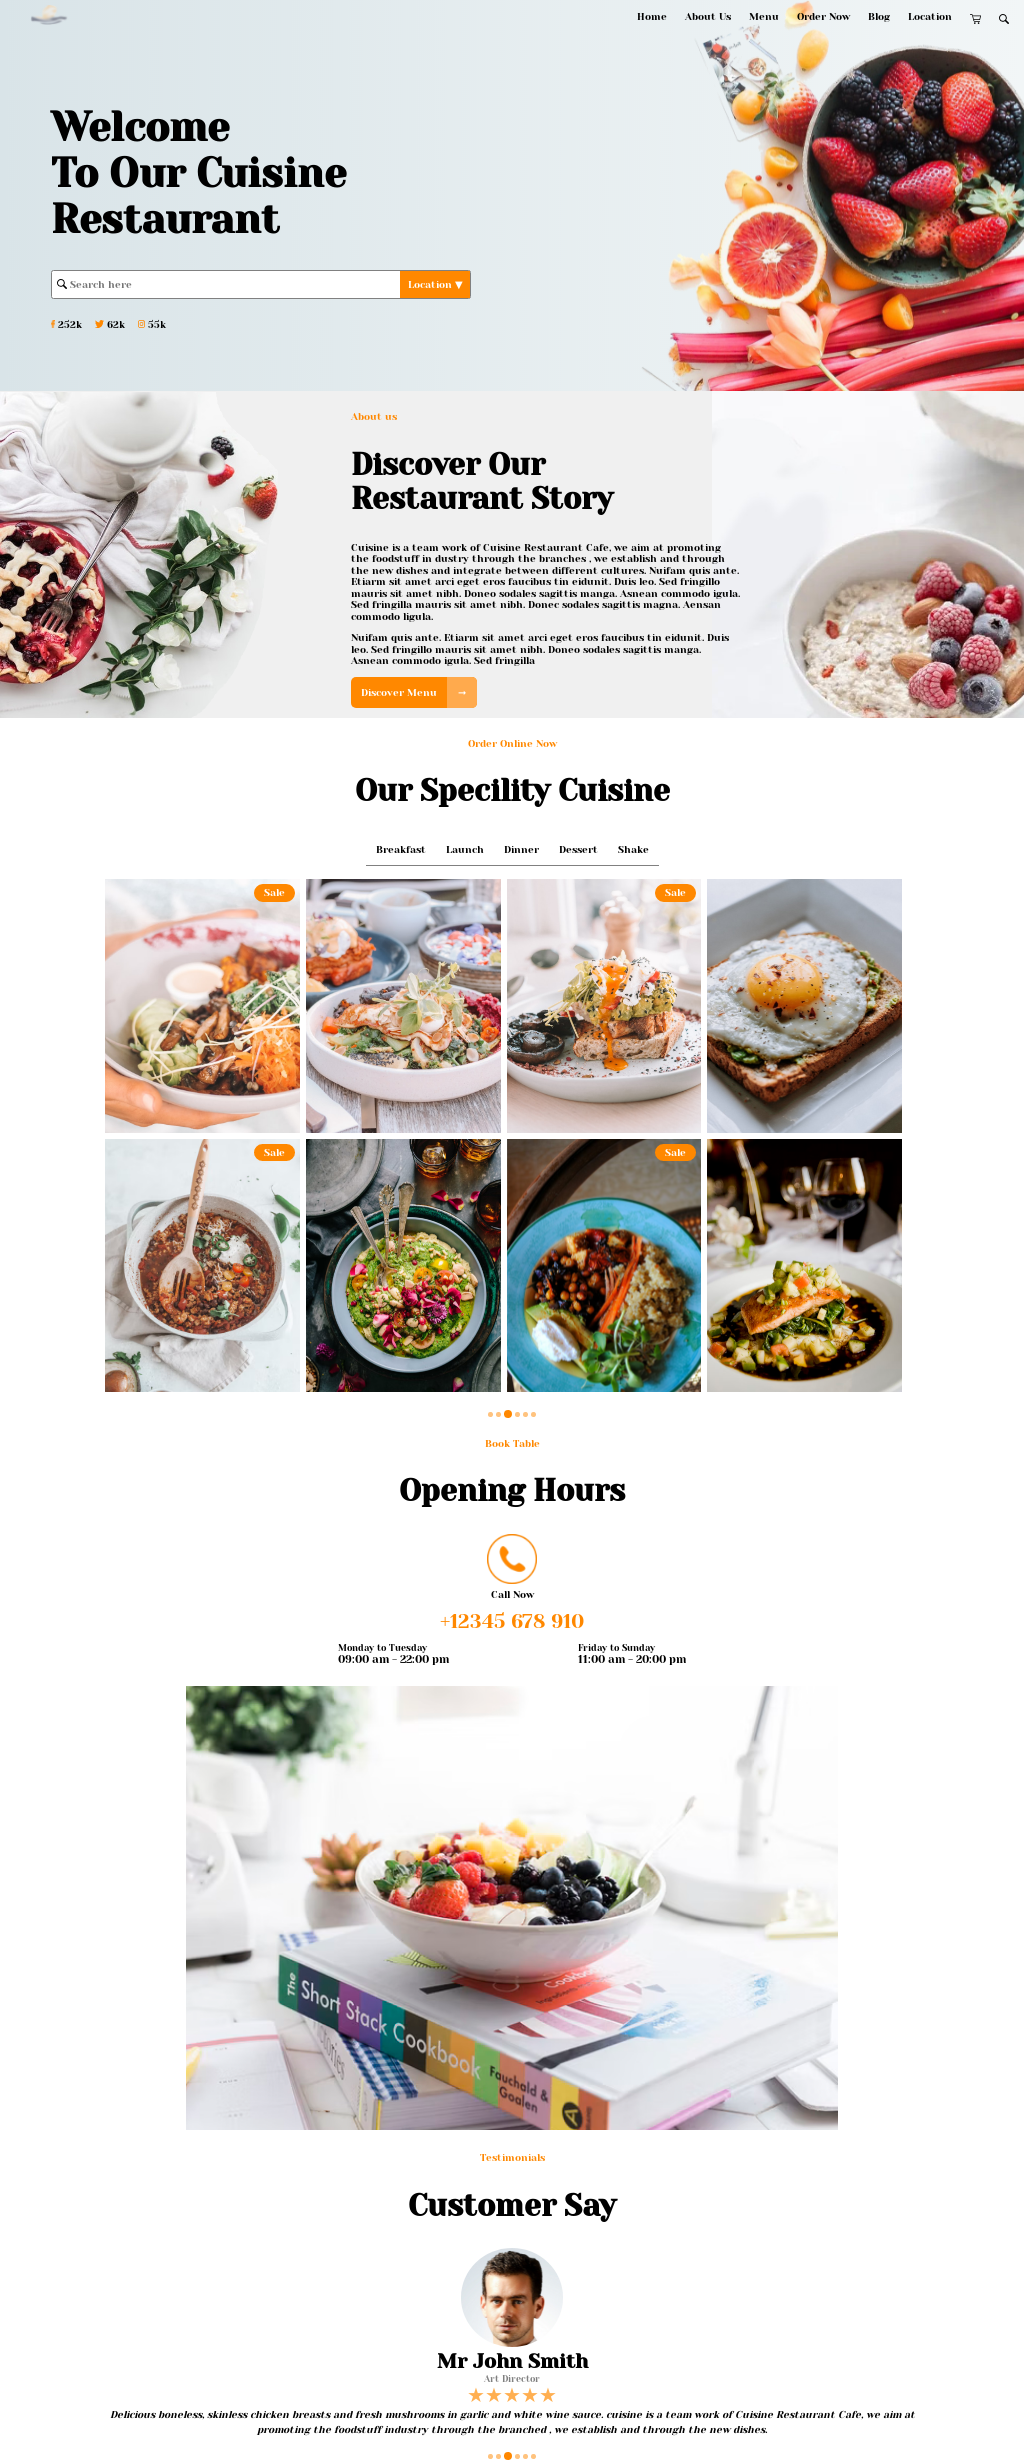 Home About Us Menu Order Now Blog Location
Welcome
To Our Cuisine
Restaurant
Search here
Location ▼
252k 62k 55k
About us
Discover Our
Restaurant Story
Cuisine is a team work of Cuisine Restaurant Cafe, we aim at promoting
the foodstuff in dustry through the branches , we establish and through
the new dishes and integrate between different cultures. Nuifam quis ante.
Etiarm sit amet arci eget eros faucibus tin eidunit. Duis leo. Sed fringillo
mauris sit amet nibh. Doneo sodales sagittis manga. Asnean commodo igula.
Sed fringilla mauris sit amet nibh. Donec sodales sagittis magna. Aensan
commodo ligula.
Nuifam quis ante. Etiarm sit amet arci eget eros faucibus tin eidunit. Duis
leo. Sed fringillo mauris sit amet nibh. Doneo sodales sagittis manga.
Asnean commodo igula. Sed fringilla
Discover Menu →
Order Online Now
Our Specility Cuisine
Breakfast Launch Dinner Dessert Shake
Sale
Sale
Sale
Sale
Book Table
Opening Hours
Call Now
+12345 678 910
Monday to Tuesday
09:00 am - 22:00 pm
Friday to Sunday
11:00 am - 20:00 pm
The
Short Stack Cookbook
Fauchald &
Goalen
Testimonials
Customer Say
Mr John Smith
Art Director
★★★★★
Delicious boneless, skinless chicken breasts and fresh mushrooms in garlic and white wine sauce. cuisine is a team work of Cuisine Restaurant Cafe, we aim at
promoting the foodstuff industry through the branched , we establish and through the new dishes.